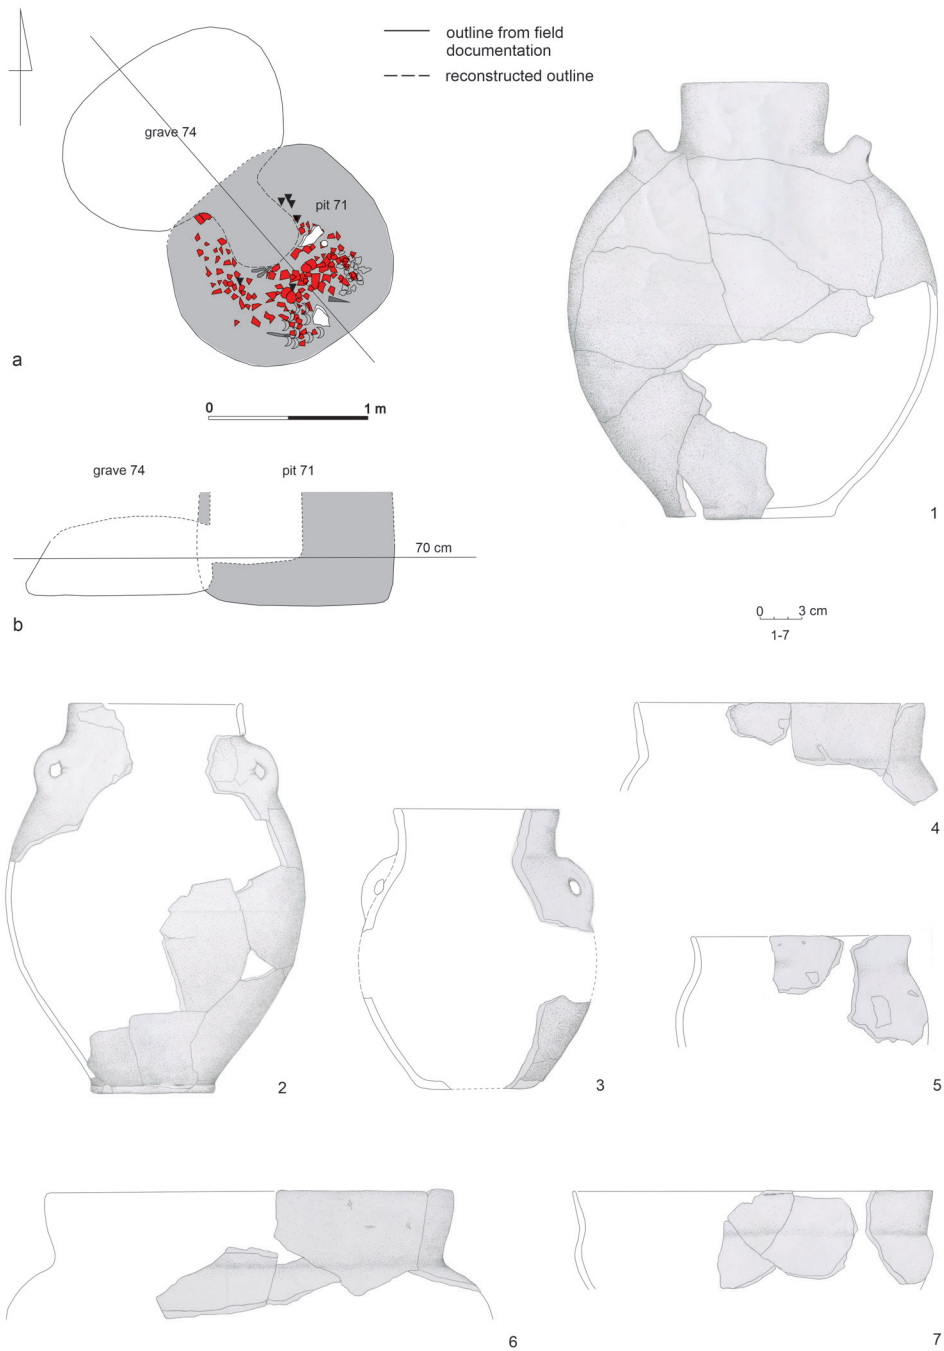 outline from field
documentation
reconstructed outline
grave 74
pit 71
a
0 1 m
grave 74 pit 71
70 cm
b
1
0 3 cm
1-7
2
3
4
5
6
7